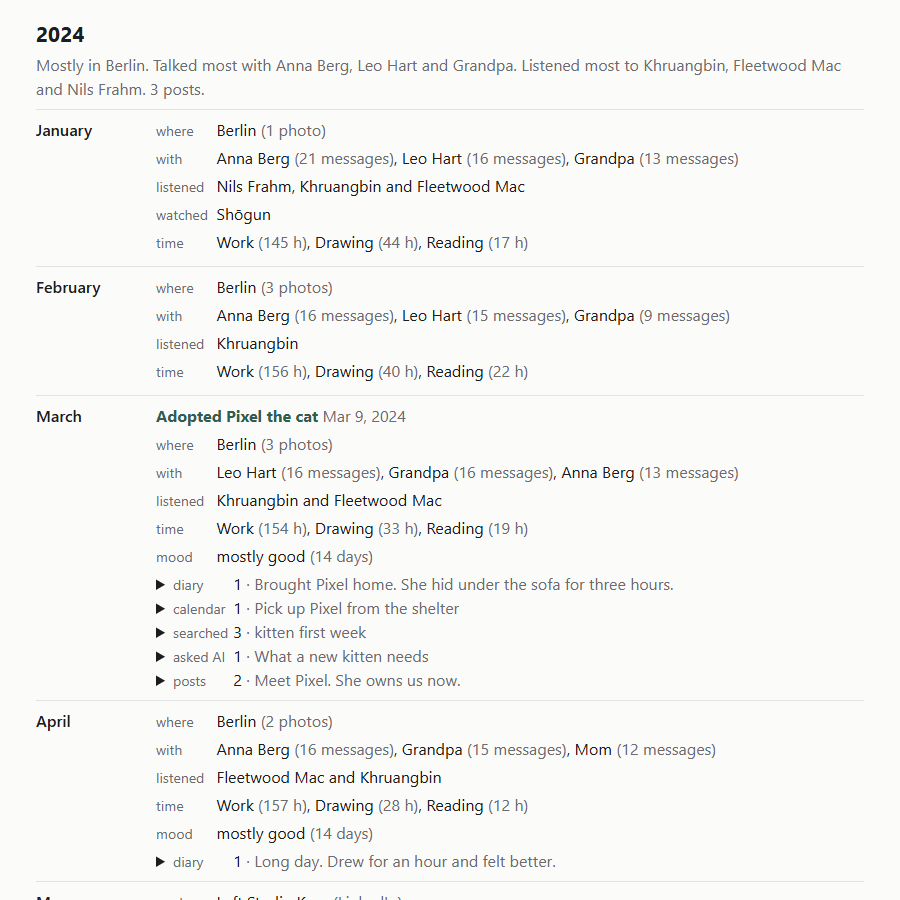 2024
Mostly in Berlin. Talked most with Anna Berg, Leo Hart and Grandpa. Listened most to Khruangbin, Fleetwood Mac
and Nils Frahm. 3 posts.
January where Berlin (1 photo)
with Anna Berg (21 messages), Leo Hart (16 messages), Grandpa (13 messages)
listened Nils Frahm, Khruangbin and Fleetwood Mac
watched Shōgun
time Work (145 h), Drawing (44 h), Reading (17 h)
February where Berlin (3 photos)
with Anna Berg (16 messages), Leo Hart (15 messages), Grandpa (9 messages)
listened Khruangbin
time Work (156 h), Drawing (40 h), Reading (22 h)
March Adopted Pixel the cat Mar 9, 2024
where Berlin (3 photos)
with Leo Hart (16 messages), Grandpa (16 messages), Anna Berg (13 messages)
listened Khruangbin and Fleetwood Mac
time Work (154 h), Drawing (33 h), Reading (19 h)
mood mostly good (14 days)
▶ diary 1 · Brought Pixel home. She hid under the sofa for three hours.
▶ calendar 1 · Pick up Pixel from the shelter
▶ searched 3 · kitten first week
▶ asked AI 1 · What a new kitten needs
▶ posts 2 · Meet Pixel. She owns us now.
April where Berlin (2 photos)
with Anna Berg (16 messages), Grandpa (15 messages), Mom (12 messages)
listened Fleetwood Mac and Khruangbin
time Work (157 h), Drawing (28 h), Reading (12 h)
mood mostly good (14 days)
▶ diary 1 · Long day. Drew for an hour and felt better.